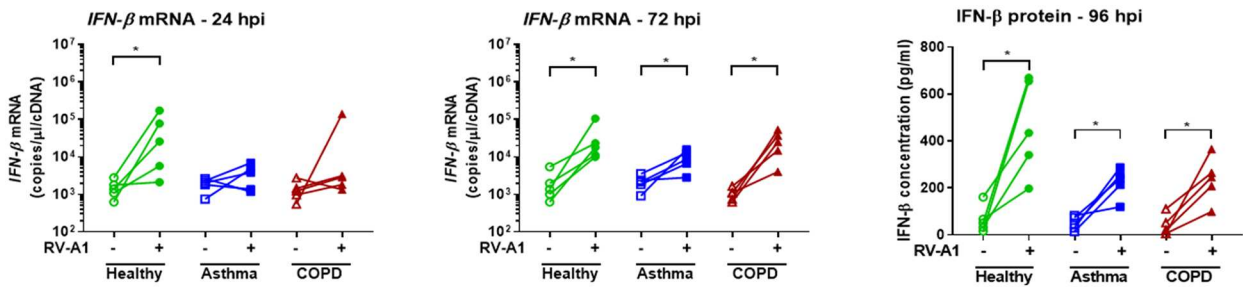 IFN-β mRNA - 24 hpi
IFN-β mRNA
(copies/µl/cDNA)
10⁷
10⁶
10⁵
10⁴
10³
10²
*
RV-A1 - + - + - +
Healthy Asthma COPD
IFN-β mRNA - 72 hpi
IFN-β mRNA
(copies/µl/cDNA)
10⁷
10⁶
10⁵
10⁴
10³
10²
* * *
RV-A1 - + - + - +
Healthy Asthma COPD
IFN-β protein - 96 hpi
IFN-β concentration (pg/ml)
800
600
400
200
0
* * *
RV-A1 - + - + - +
Healthy Asthma COPD